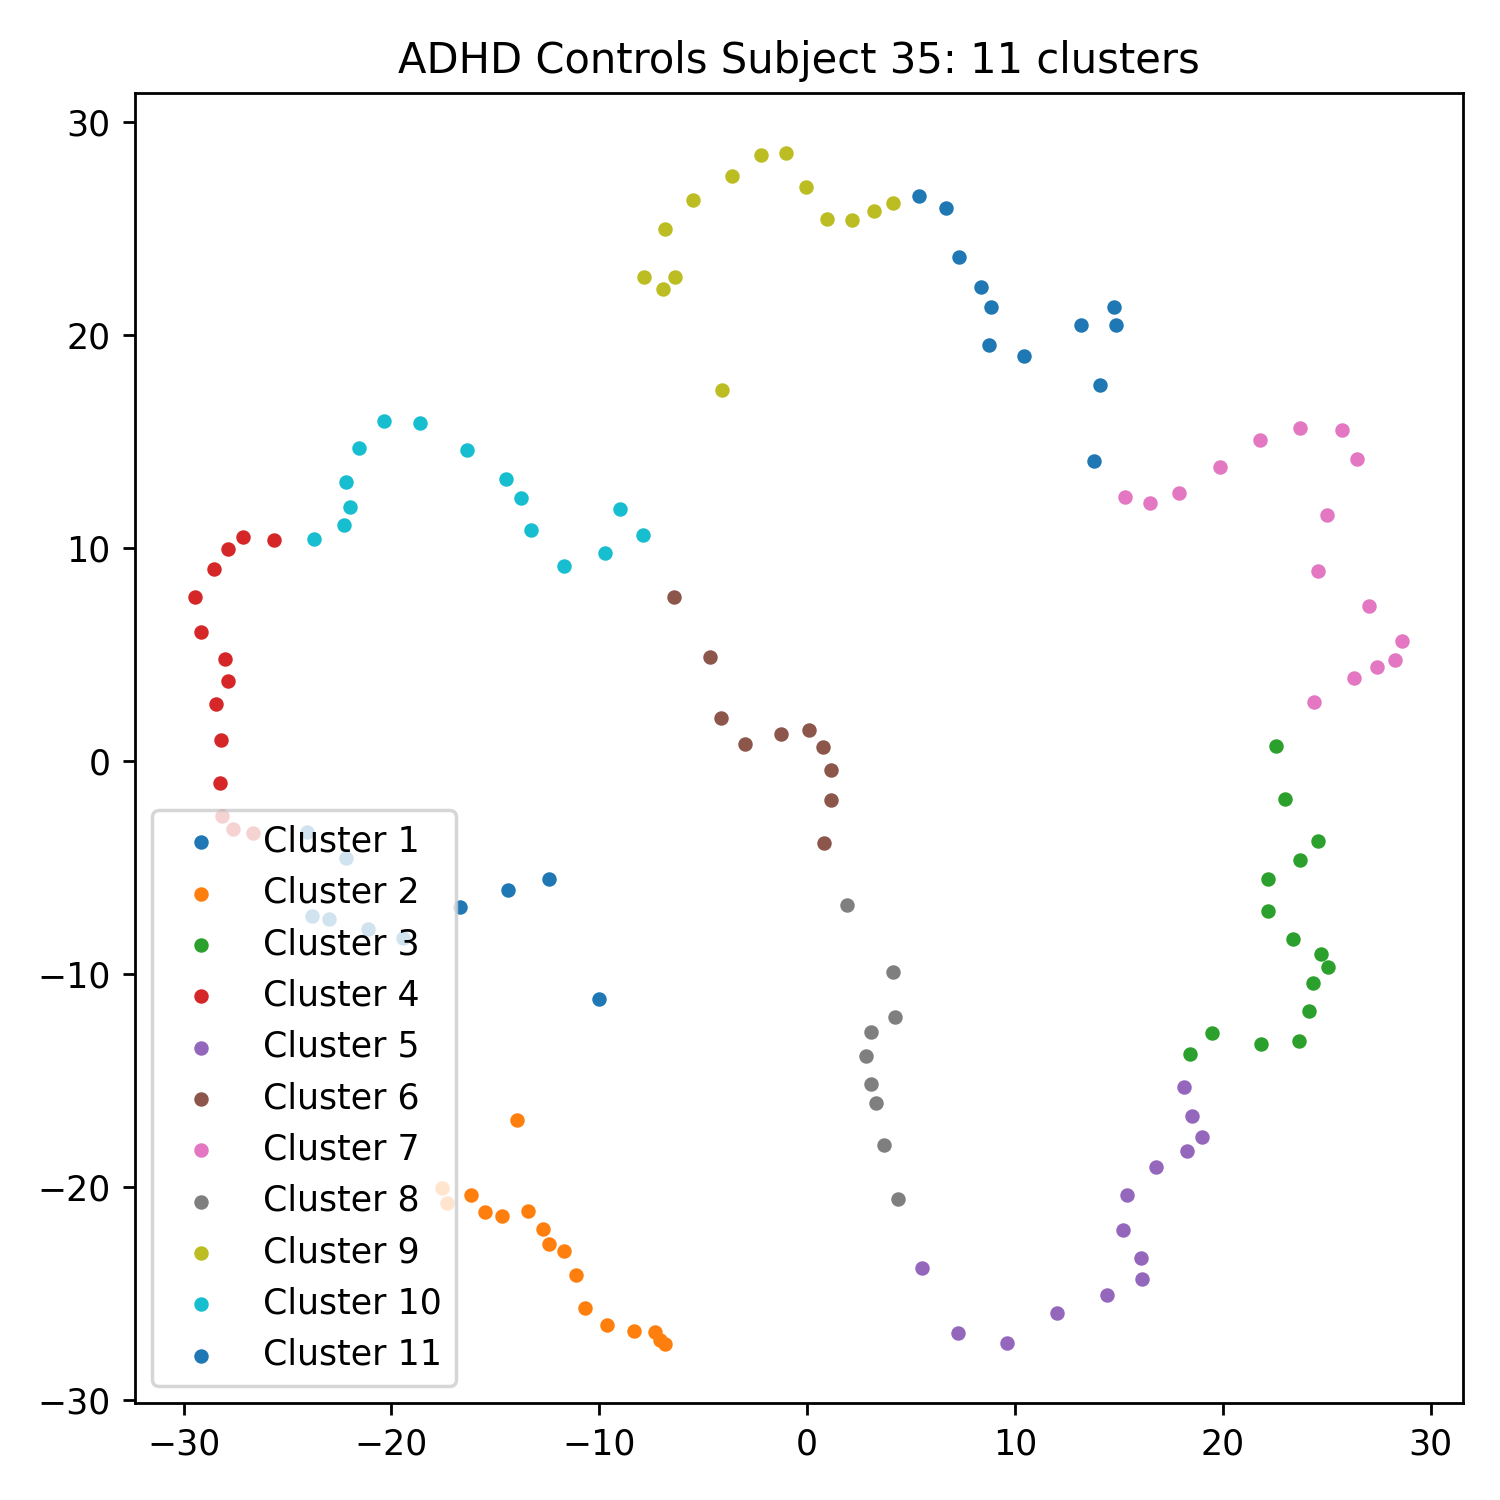 ADHD Controls Subject 35: 11 clusters
30
20
10
0
−10
−20
−30
Cluster 1
Cluster 2
Cluster 3
Cluster 4
Cluster 5
Cluster 6
Cluster 7
Cluster 8
Cluster 9
Cluster 10
Cluster 11
−30 −20 −10 0 10 20 30